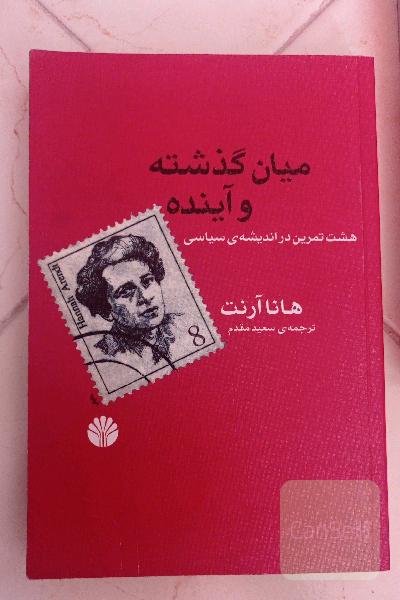 میان گذشته
و آینده
هشت تمرین در اندیشه‌ی سیاسی
Hannah Arendt
8
هانا آرنت
ترجمه‌ی سعید مقدم